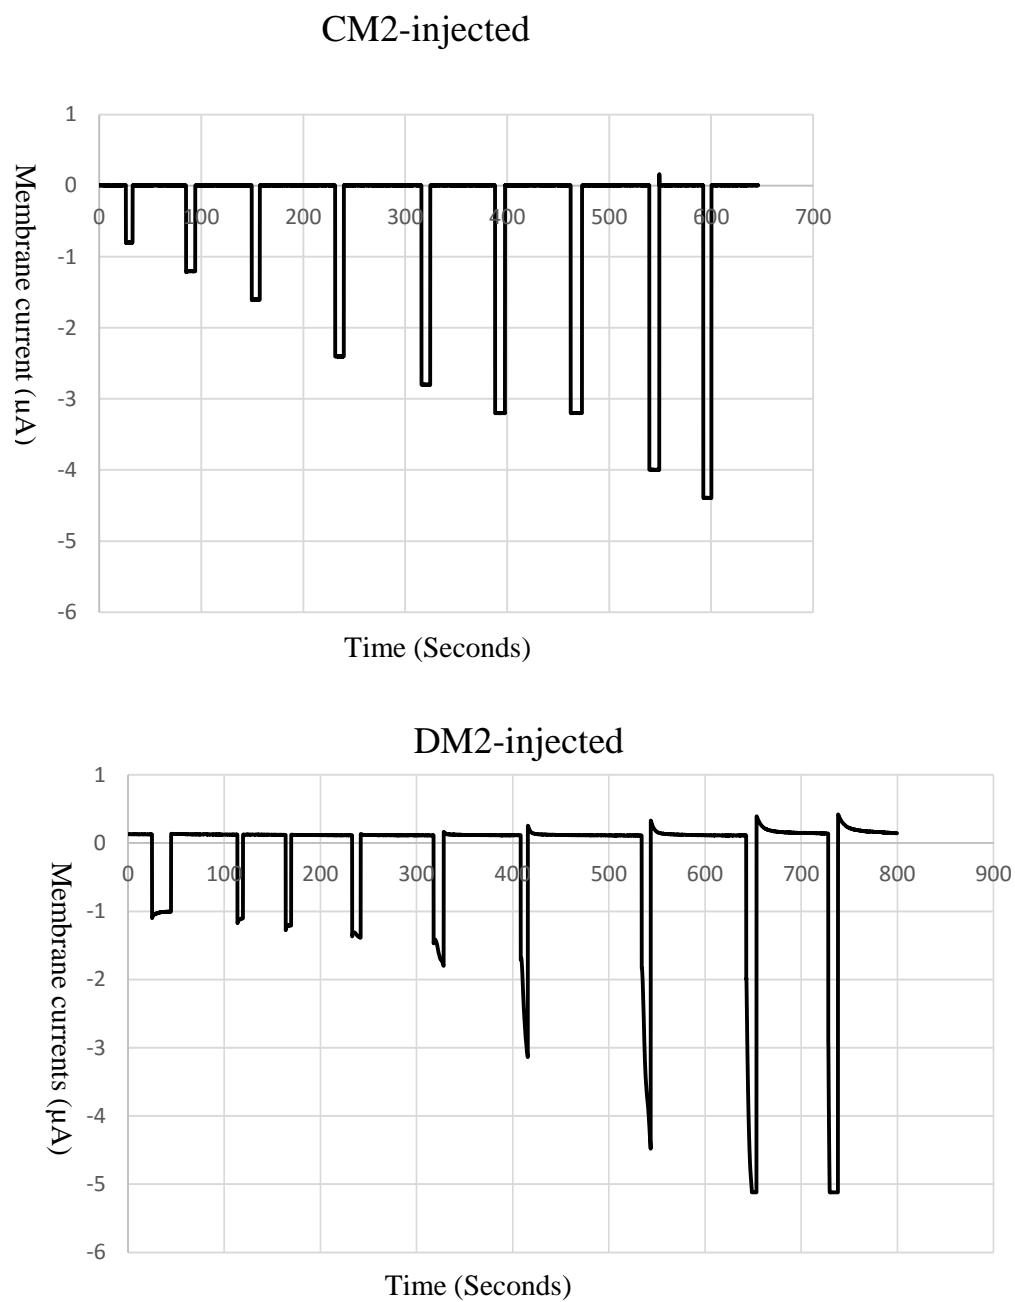 CM2-injected
1
0
0 100 200 300 400 500 600 700
-1
-2
-3
-4
-5
-6
Membrane current (µA)
Time (Seconds)
DM2-injected
1
0
0 100 200 300 400 500 600 700 800 900
-1
-2
-3
-4
-5
-6
Membrane currents (µA)
Time (Seconds)